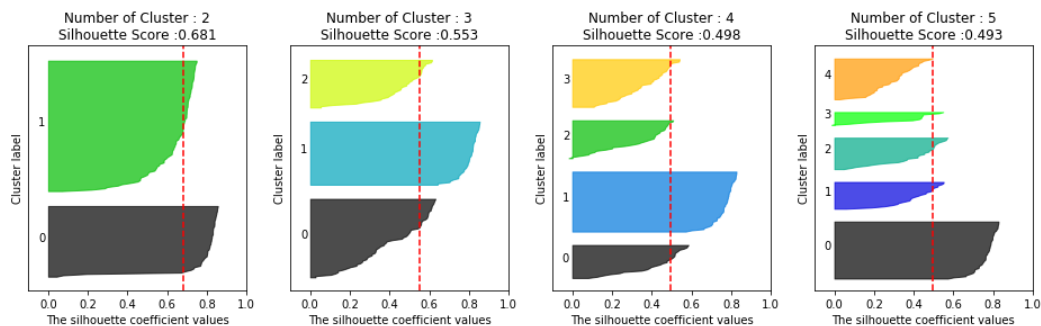 Number of Cluster : 2
Silhouette Score :0.681
Cluster label
1
0
0.0 0.2 0.4 0.6 0.8 1.0
The silhouette coefficient values
Number of Cluster : 3
Silhouette Score :0.553
Cluster label
2
1
0
0.0 0.2 0.4 0.6 0.8 1.0
The silhouette coefficient values
Number of Cluster : 4
Silhouette Score :0.498
Cluster label
3
2
1
0
0.0 0.2 0.4 0.6 0.8 1.0
The silhouette coefficient values
Number of Cluster : 5
Silhouette Score :0.493
Cluster label
4
3
2
1
0
0.0 0.2 0.4 0.6 0.8 1.0
The silhouette coefficient values